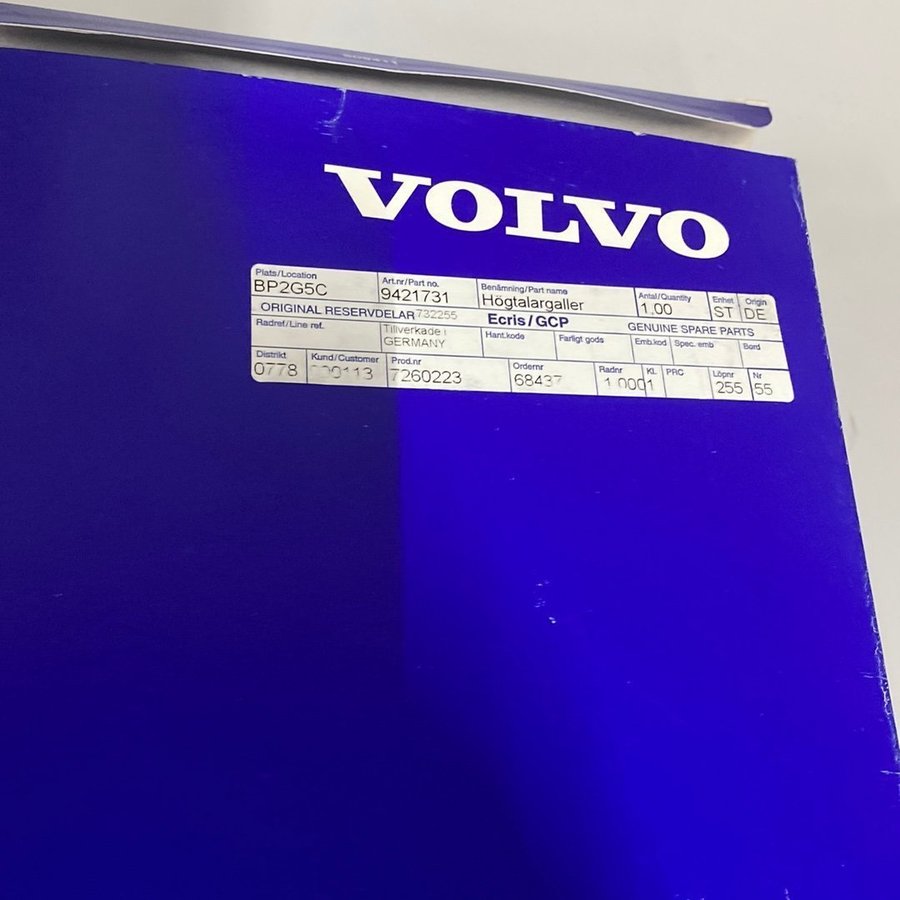 VOLVO
Plats/Location Art.nr/Part no. Benämning/Part name Antal/Quantity Enhet Origin
BP2G5C 9421731 Högtalargaller 1,00 ST DE
ORIGINAL RESERVDELAR 732255 Ecris/GCP GENUINE SPARE PARTS
Radref/Line ref. Tillverkade i Hant.kode Farligt gods Emb.kod Spec. emb Bord
GERMANY
Distrikt Kund/Customer Prod.nr Ordernr Radnr Kl. PRC Löpnr Nr
0778 7260223 68437 255 55